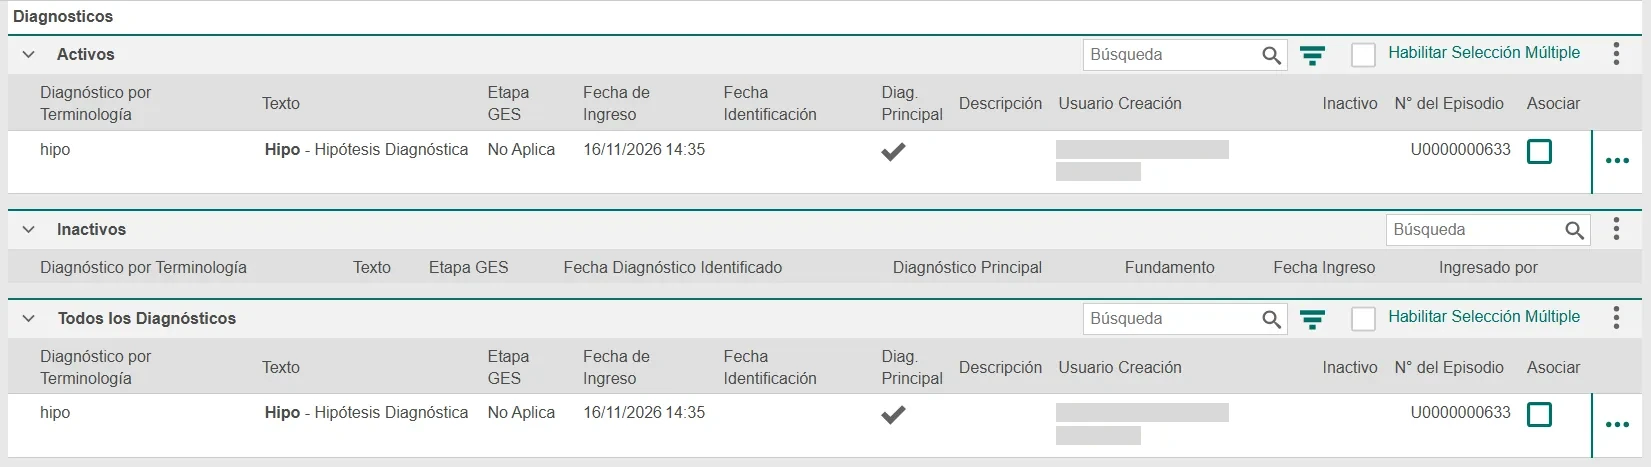 Diagnosticos
Activos Búsqueda Habilitar Selección Múltiple
Diagnóstico por Terminología Texto Etapa GES Fecha de Ingreso Fecha Identificación Diag. Principal Descripción Usuario Creación Inactivo N° del Episodio Asociar
hipo Hipo - Hipótesis Diagnóstica No Aplica 16/11/2026 14:35 U0000000633
Inactivos Búsqueda
Diagnóstico por Terminología Texto Etapa GES Fecha Diagnóstico Identificado Diagnóstico Principal Fundamento Fecha Ingreso Ingresado por
Todos los Diagnósticos Búsqueda Habilitar Selección Múltiple
Diagnóstico por Terminología Texto Etapa GES Fecha de Ingreso Fecha Identificación Diag. Principal Descripción Usuario Creación Inactivo N° del Episodio Asociar
hipo Hipo - Hipótesis Diagnóstica No Aplica 16/11/2026 14:35 U0000000633